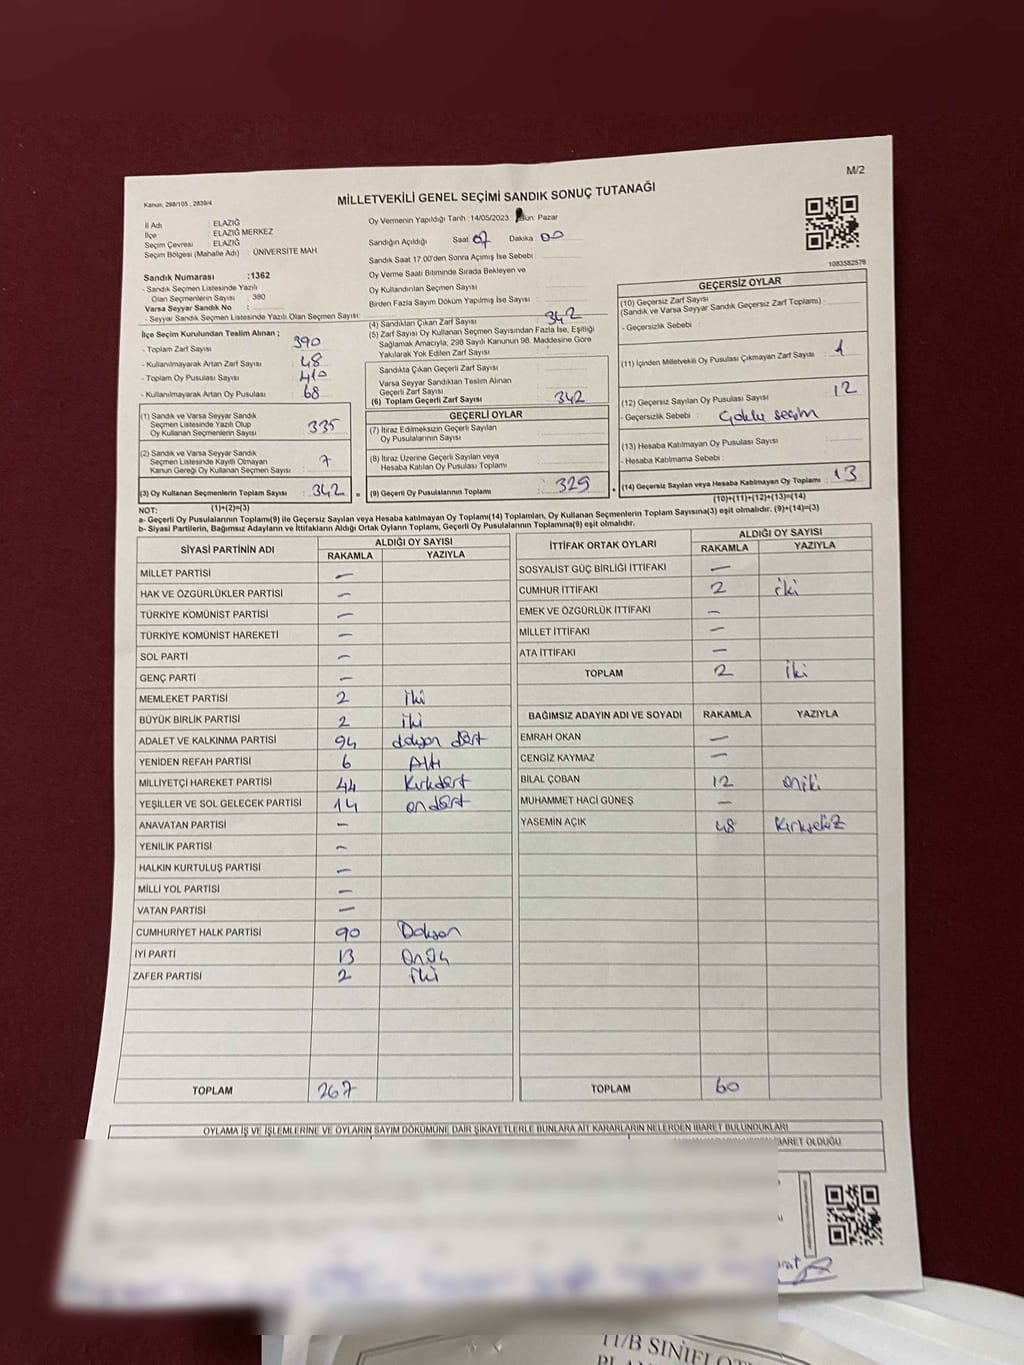 M/2
Kanun, 298/105 , 2839/4
MİLLETVEKİLİ GENEL SEÇİMİ SANDIK SONUÇ TUTANAĞI
İl Adı : ELAZIĞ
İlçe : ELAZIĞ MERKEZ
Seçim Çevresi : ELAZIĞ
Seçim Bölgesi (Mahalle Adı) : ÜNİVERSİTE MAH
Sandık Numarası :1362
- Sandık Seçmen Listesinde Yazılı
Olan Seçmenlerin Sayısı : 380
Varsa Seyyar Sandık No :
- Seyyar Sandık Seçmen Listesinde Yazılı Olan Seçmen Sayısı:
Oy Vermenin Yapıldığı Tarih :14/05/2023 Gün: Pazar
Sandığın Açıldığı Saat 07 Dakika 00
Sandık Saat 17.00'den Sonra Açımış İse Sebebi :
Oy Verme Saati Bitiminde Sırada Bekleyen ve
Oy Kullandırılan Seçmen Sayısı :
Birden Fazla Sayım Döküm Yapılmış İse Sayısı :
1083582576
İlçe Seçim Kurulundan Teslim Alınan ;
- Toplam Zarf Sayısı : 390
- Kullanılmayarak Artan Zarf Sayısı : 48
- Toplam Oy Pusulası Sayısı : 410
- Kullanılmayarak Artan Oy Pusulası : 68
(1) Sandık ve Varsa Seyyar Sandık
Seçmen Listesinde Yazılı Olup
Oy Kullanan Seçmenlerin Sayısı : 335
(2) Sandık ve Varsa Seyyar Sandık
Seçmen Listesinde Kayıtlı Olmayan
Kanun Gereği Oy Kullanan Seçmen Sayısı : 7
(3) Oy Kullanan Seçmenlerin Toplam Sayısı : 342
(1)+(2)=(3)
(4) Sandıktan Çıkan Zarf Sayısı : 342
(5) Zarf Sayısı Oy Kullanan Seçmen Sayısından Fazla İse, Eşitliği
Sağlamak Amacıyla; 298 Sayılı Kanunun 98. Maddesine Göre
Yakılarak Yok Edilen Zarf Sayısı :
Sandıkta Çıkan Geçerli Zarf Sayısı :
Varsa Seyyar Sandıktan Teslim Alınan
Geçerli Zarf Sayısı :
(6) Toplam Geçerli Zarf Sayısı : 342
GEÇERLİ OYLAR
(7) İtiraz Edilmeksizin Geçerli Sayılan
Oy Pusulalarının Sayısı :
(8) İtiraz Üzerine Geçerli Sayılan veya
Hesaba Katılan Oy Pusulası Toplamı :
= (9) Geçerli Oy Pusulalarının Toplamı : 329
GEÇERSİZ OYLAR
(10) Geçersiz Zarf Sayısı
(Sandık ve Varsa Seyyar Sandık Geçersiz Zarf Toplamı) :
- Geçersizlik Sebebi :
(11) İçinden Milletvekili Oy Pusulası Çıkmayan Zarf Sayısı : 1
(12) Geçersiz Sayılan Oy Pusulası Sayısı : 12
- Geçersizlik Sebebi : Çoklu seçim
(13) Hesaba Katılmayan Oy Pusulası Sayısı :
- Hesaba Katılmama Sebebi :
+ (14) Geçersiz Sayılan veya Hesaba Katılmayan Oy Toplamı : 13
(10)+(11)+(12)+(13)=(14)
NOT:
a- Geçerli Oy Pusulaları Toplamı(9) ile Geçersiz Sayılan veya Hesaba katılmayan Oy Toplamı(14) Toplamları, Oy Kullanan Seçmenlerin Toplam Sayısına(3) eşit olmalıdır. (9)+(14)=(3)
b- Siyasi Partilerin, Bağımsız Adayların ve İttifakların Aldığı Ortak Oyların Toplamı, Geçerli Oy Pusulalarının Toplamına(9) eşit olmalıdır.
SİYASİ PARTİNİN ADI ALDIĞI OY SAYISI
RAKAMLA YAZIYLA
MİLLET PARTİSİ —
HAK VE ÖZGÜRLÜKLER PARTİSİ —
TÜRKİYE KOMÜNİST PARTİSİ —
TÜRKİYE KOMÜNİST HAREKETİ —
SOL PARTİ —
GENÇ PARTİ —
MEMLEKET PARTİSİ 2 iki
BÜYÜK BİRLİK PARTİSİ 2 iki
ADALET VE KALKINMA PARTİSİ 94 doksan dört
YENİDEN REFAH PARTİSİ 6 Altı
MİLLİYETÇİ HAREKET PARTİSİ 44 Kırkdört
YEŞİLLER VE SOL GELECEK PARTİSİ 14 ondört
ANAVATAN PARTİSİ —
YENİLİK PARTİSİ —
HALKIN KURTULUŞ PARTİSİ —
MİLLİ YOL PARTİSİ —
VATAN PARTİSİ —
CUMHURİYET HALK PARTİSİ 90 Doksan
İYİ PARTİ 13 Onüç
ZAFER PARTİSİ 2 iki
TOPLAM 267
İTTİFAK ORTAK OYLARI ALDIĞI OY SAYISI
RAKAMLA YAZIYLA
SOSYALİST GÜÇ BİRLİĞİ İTTİFAKI —
CUMHUR İTTİFAKI 2 iki
EMEK VE ÖZGÜRLÜK İTTİFAKI —
MİLLET İTTİFAKI —
ATA İTTİFAKI —
TOPLAM 2 iki
BAĞIMSIZ ADAYIN ADI VE SOYADI RAKAMLA YAZIYLA
EMRAH OKAN —
CENGİZ KAYMAZ —
BİLAL ÇOBAN 12 oniki
MUHAMMET HACI GÜNEŞ —
YASEMİN AÇIK 48 Kırksekiz
TOPLAM 60
OYLAMA İŞ VE İŞLEMLERİNE VE OYLARIN SAYIM DÖKÜMÜNE DAİR ŞİKAYETLERLE BUNLARA AİT KARARLARIN NELERDEN İBARET BULUNDUKLARI
İBARET OLDUĞU
11/B SINIFI